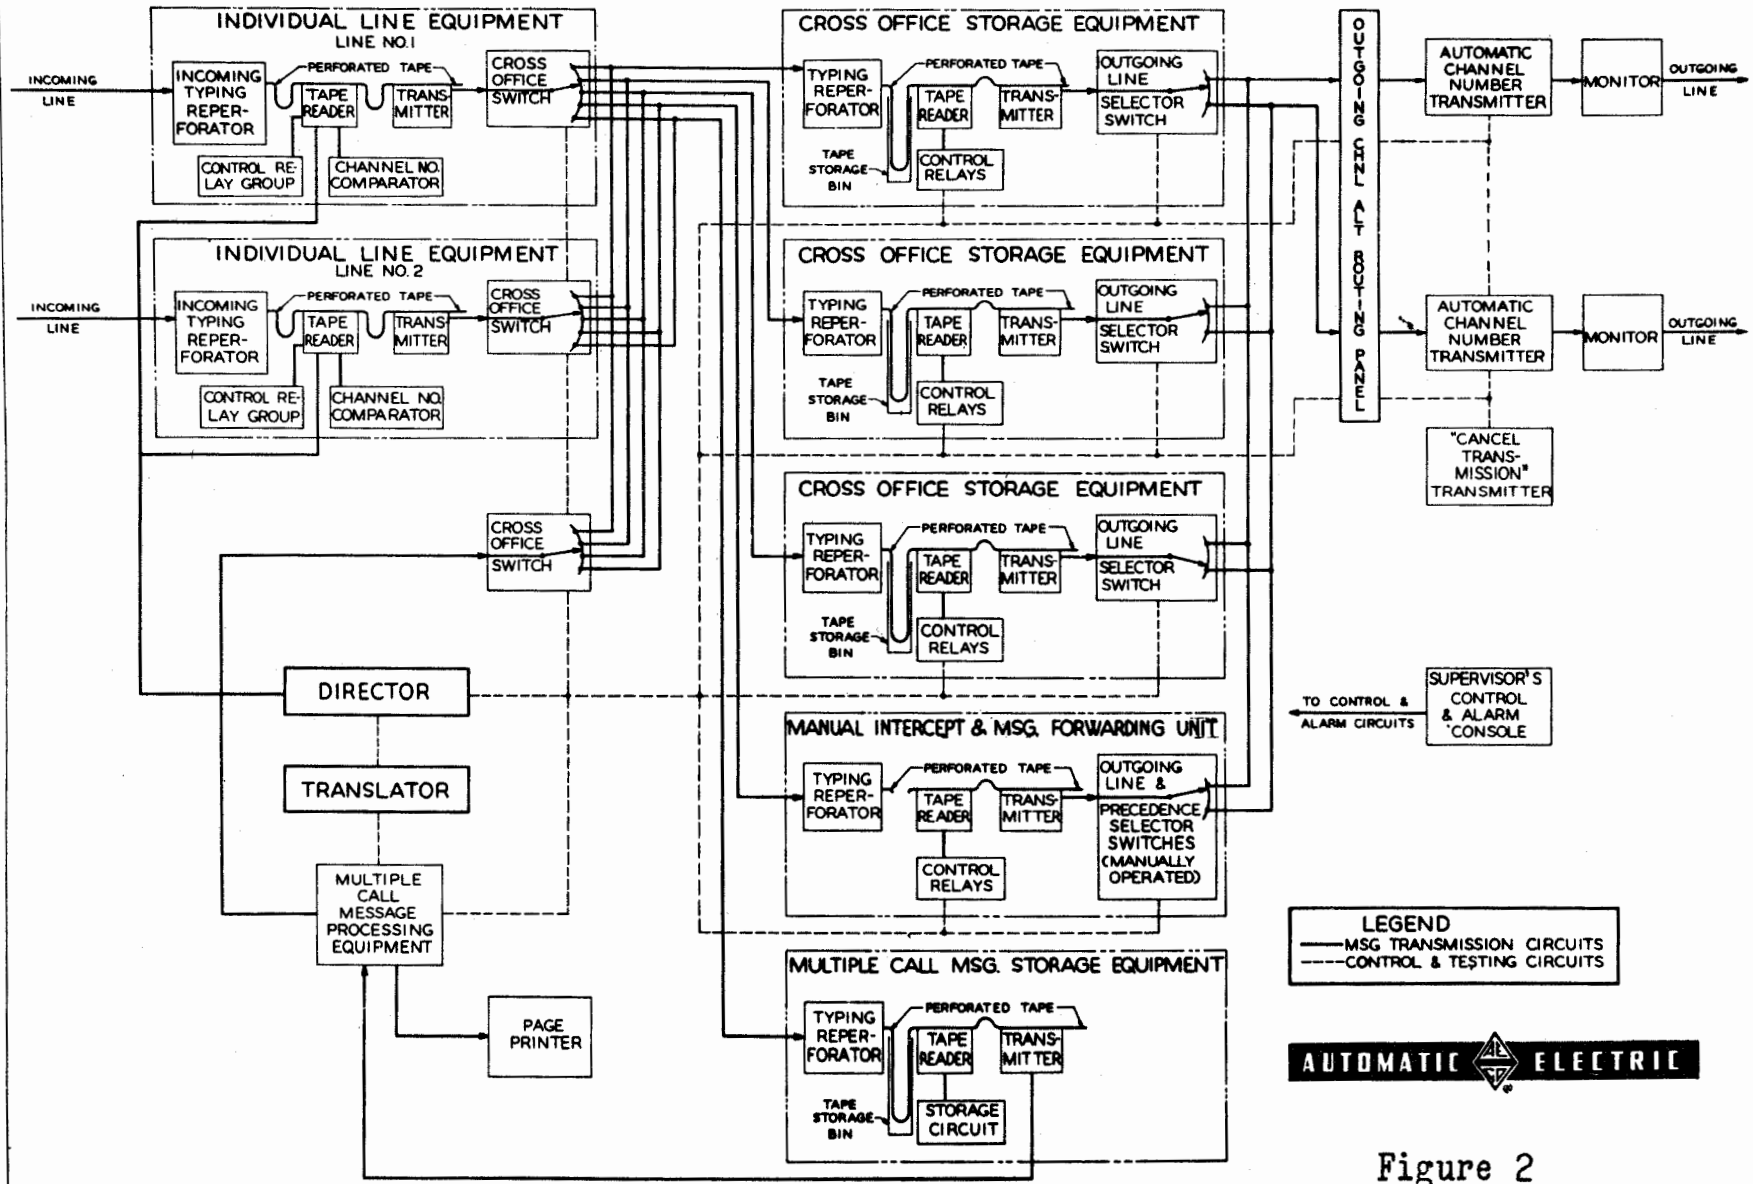 INDIVIDUAL LINE EQUIPMENT
LINE NO.1
INCOMING
LINE
INCOMING
TYPING
REPER-
FORATOR
PERFORATED TAPE
TAPE
READER
TRANS-
MITTER
CROSS
OFFICE
SWITCH
CONTROL RE-
LAY GROUP
CHANNEL NO.
COMPARATOR
INDIVIDUAL LINE EQUIPMENT
LINE NO. 2
INCOMING
LINE
INCOMING
TYPING
REPER-
FORATOR
PERFORATED TAPE
TAPE
READER
TRANS-
MITTER
CROSS
OFFICE
SWITCH
CONTROL RE-
LAY GROUP
CHANNEL NO.
COMPARATOR
CROSS
OFFICE
SWITCH
DIRECTOR
TRANSLATOR
MULTIPLE
CALL
MESSAGE
PROCESSING
EQUIPMENT
PAGE
PRINTER
CROSS OFFICE STORAGE EQUIPMENT
TYPING
REPER-
FORATOR
PERFORATED TAPE
TAPE
READER
TRANS-
MITTER
OUTGOING
LINE
SELECTOR
SWITCH
TAPE
STORAGE
BIN
CONTROL
RELAYS
CROSS OFFICE STORAGE EQUIPMENT
TYPING
REPER-
FORATOR
PERFORATED TAPE
TAPE
READER
TRANS-
MITTER
OUTGOING
LINE
SELECTOR
SWITCH
TAPE
STORAGE
BIN
CONTROL
RELAYS
CROSS OFFICE STORAGE EQUIPMENT
TYPING
REPER-
FORATOR
PERFORATED TAPE
TAPE
READER
TRANS-
MITTER
OUTGOING
LINE
SELECTOR
SWITCH
TAPE
STORAGE
BIN
CONTROL
RELAYS
MANUAL INTERCEPT & MSG. FORWARDING UNIT
TYPING
REPER-
FORATOR
PERFORATED TAPE
TAPE
READER
TRANS-
MITTER
OUTGOING
LINE &
PRECEDENCE
SELECTOR
SWITCHES
(MANUALLY
OPERATED)
CONTROL
RELAYS
MULTIPLE CALL MSG. STORAGE EQUIPMENT
TYPING
REPER-
FORATOR
PERFORATED TAPE
TAPE
READER
TRANS-
MITTER
TAPE
STORAGE
BIN
STORAGE
CIRCUIT
OUTGOING CHNL ALT ROUTING PANEL
AUTOMATIC
CHANNEL
NUMBER
TRANSMITTER
MONITOR
OUTGOING
LINE
AUTOMATIC
CHANNEL
NUMBER
TRANSMITTER
MONITOR
OUTGOING
LINE
"CANCEL
TRANS-
MISSION"
TRANSMITTER
TO CONTROL &
ALARM CIRCUITS
SUPERVISOR'S
CONTROL
& ALARM
CONSOLE
LEGEND
MSG TRANSMISSION CIRCUITS
CONTROL & TESTING CIRCUITS
AUTOMATIC AE CO ® ELECTRIC
Figure 2